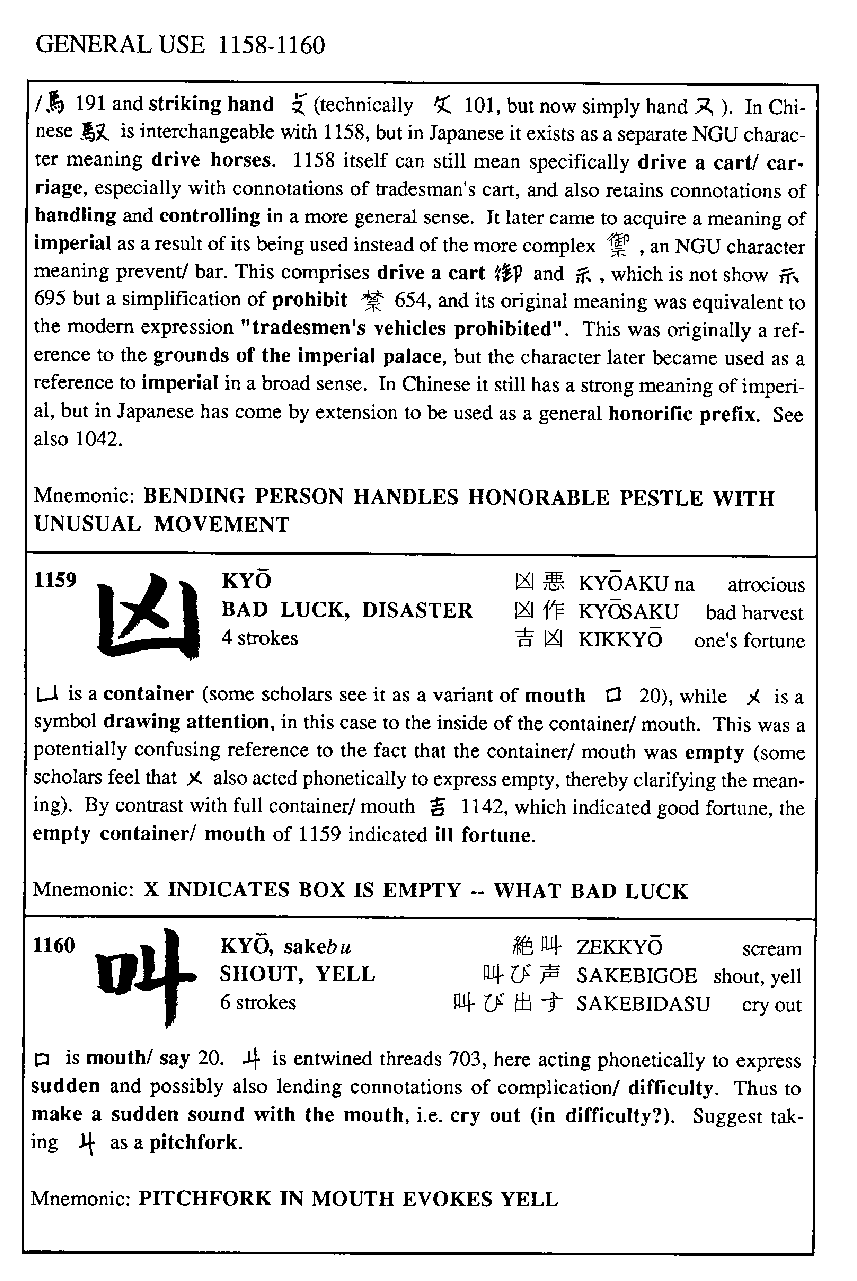 GENERAL USE 1158-1160
/馬 191 and striking hand 攴 (technically 攵 101, but now simply hand 又 ). In Chi-
nese 馭 is interchangeable with 1158, but in Japanese it exists as a separate NGU charac-
ter meaning drive horses. 1158 itself can still mean specifically drive a cart/ car-
riage, especially with connotations of tradesman's cart, and also retains connotations of
handling and controlling in a more general sense. It later came to acquire a meaning of
imperial as a result of its being used instead of the more complex 禦 , an NGU character
meaning prevent/ bar. This comprises drive a cart 御 and 示 , which is not show 示
695 but a simplification of prohibit 禁 654, and its original meaning was equivalent to
the modern expression "tradesmen's vehicles prohibited". This was originally a ref-
erence to the grounds of the imperial palace, but the character later became used as a
reference to imperial in a broad sense. In Chinese it still has a strong meaning of imperi-
al, but in Japanese has come by extension to be used as a general honorific prefix. See
also 1042.
Mnemonic: BENDING PERSON HANDLES HONORABLE PESTLE WITH
UNUSUAL MOVEMENT
1159 凶 KYŌ 凶悪 KYŌAKU na atrocious
BAD LUCK, DISASTER 凶作 KYŌSAKU bad harvest
4 strokes 吉凶 KIKKYŌ one's fortune
凵 is a container (some scholars see it as a variant of mouth 口 20), while 㐅 is a
symbol drawing attention, in this case to the inside of the container/ mouth. This was a
potentially confusing reference to the fact that the container/ mouth was empty (some
scholars feel that 㐅 also acted phonetically to express empty, thereby clarifying the mean-
ing). By contrast with full container/ mouth 吉 1142, which indicated good fortune, the
empty container/ mouth of 1159 indicated ill fortune.
Mnemonic: X INDICATES BOX IS EMPTY -- WHAT BAD LUCK
1160 叫 KYŌ, sakebu 絶叫 ZEKKYŌ scream
SHOUT, YELL 叫び声 SAKEBIGOE shout, yell
6 strokes 叫び出す SAKEBIDASU cry out
口 is mouth/ say 20. 丩 is entwined threads 703, here acting phonetically to express
sudden and possibly also lending connotations of complication/ difficulty. Thus to
make a sudden sound with the mouth, i.e. cry out (in difficulty?). Suggest tak-
ing 丩 as a pitchfork.
Mnemonic: PITCHFORK IN MOUTH EVOKES YELL